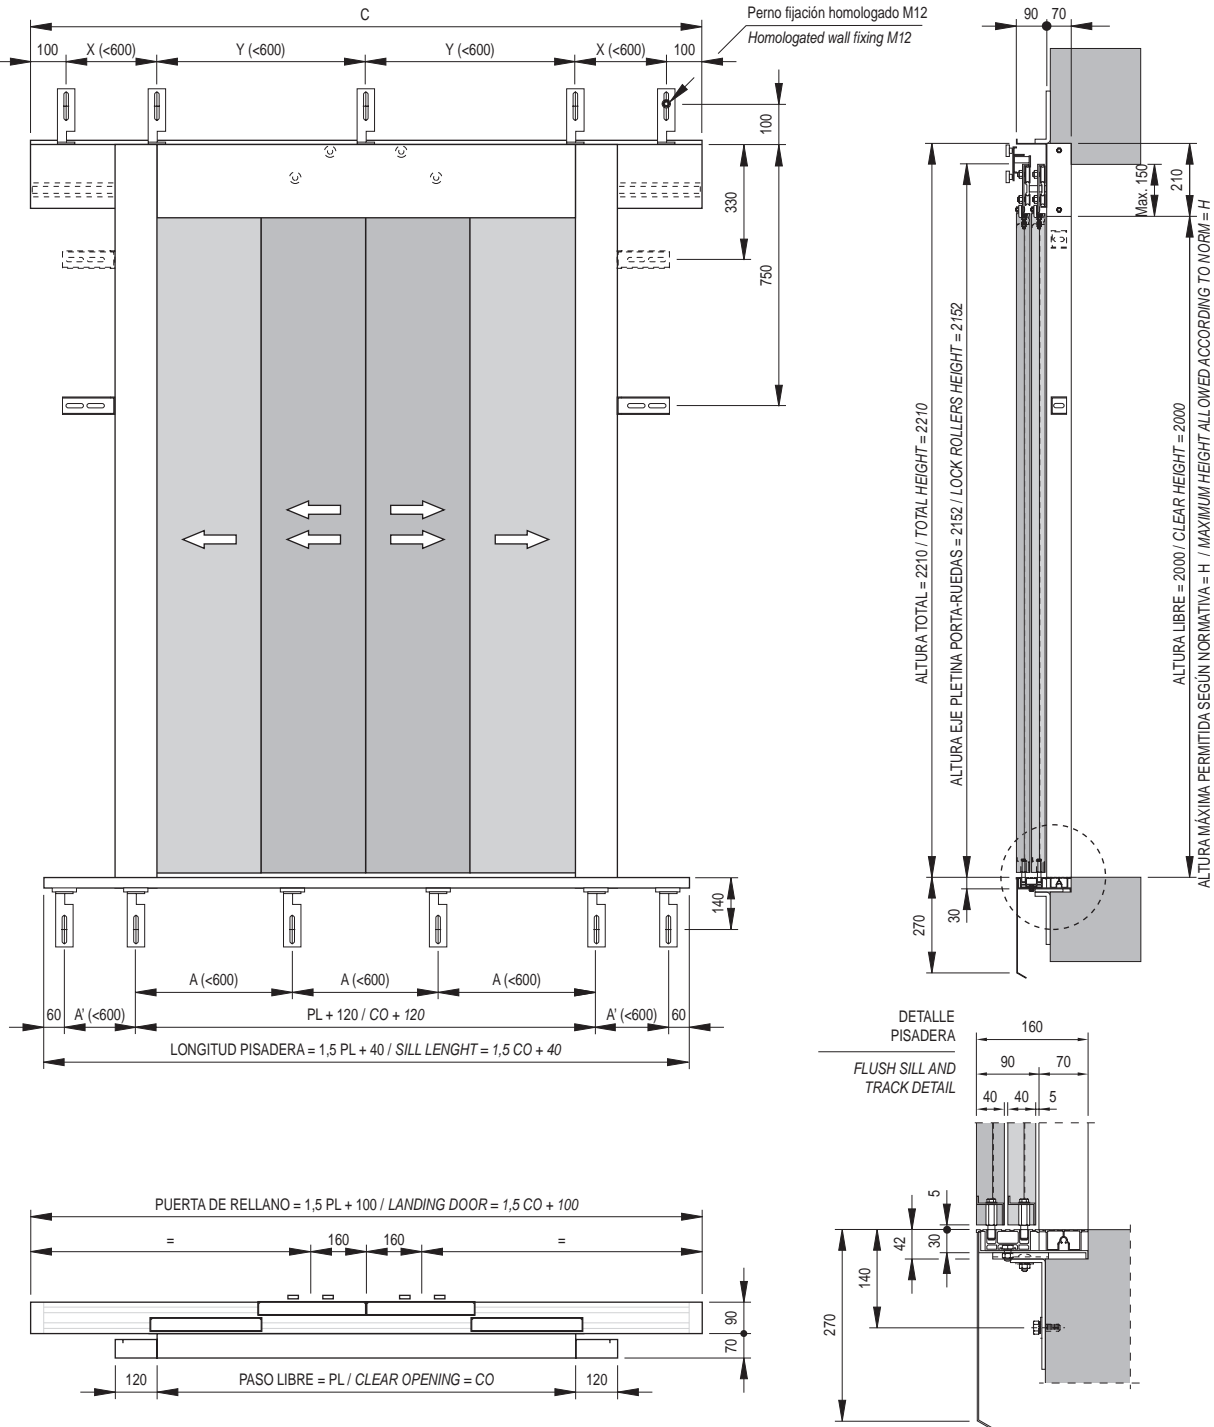 C
Perno fijación homologado M12
Homologated wall fixing M12
90
70
100
X (<600)
Y (<600)
Y (<600)
X (<600)
100
100
330
750
Max. 150
210
ALTURA TOTAL = 2210 / TOTAL HEIGHT = 2210
ALTURA EJE PLETINA PORTA-RUEDAS = 2152 / LOCK ROLLERS HEIGHT = 2152
ALTURA LIBRE = 2000 / CLEAR HEIGHT = 2000
ALTURA MÁXIMA PERMITIDA SEGÚN NORMATIVA = H / MAXIMUM HEIGHT ALLOWED ACCORDING TO NORM = H
140
270
30
A (<600)
A (<600)
A (<600)
60
A' (<600)
PL + 120 / CO + 120
A' (<600)
60
LONGITUD PISADERA = 1,5 PL + 40 / SILL LENGHT = 1,5 CO + 40
DETALLE
PISADERA
FLUSH SILL AND
TRACK DETAIL
160
90
70
40
40
5
5
42
30
140
270
PUERTA DE RELLANO = 1,5 PL + 100 / LANDING DOOR = 1,5 CO + 100
=
160
160
=
90
70
120
PASO LIBRE = PL / CLEAR OPENING = CO
120